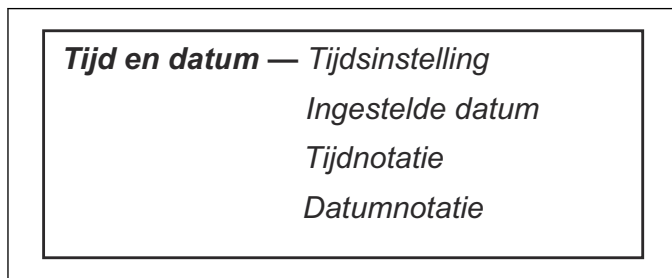 Tijd en datum — Tijdsinstelling
Ingestelde datum
Tijdnotatie
Datumnotatie